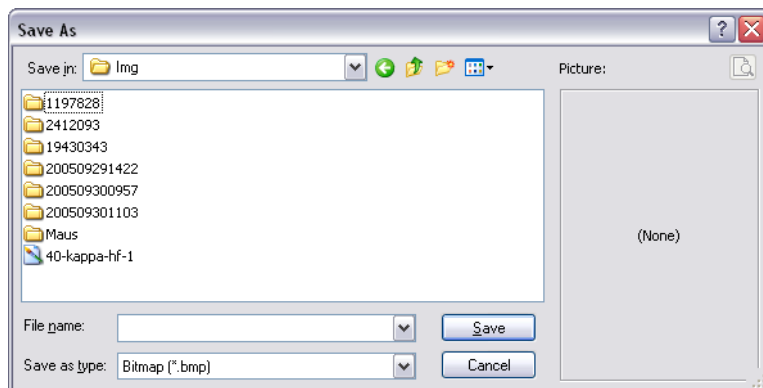 Save As
Save in: Img
Picture:
1197828
2412093
19430343
200509291422
200509300957
200509301103
Maus
40-kappa-hf-1
(None)
File name:
Save
Save as type: Bitmap (*.bmp)
Cancel